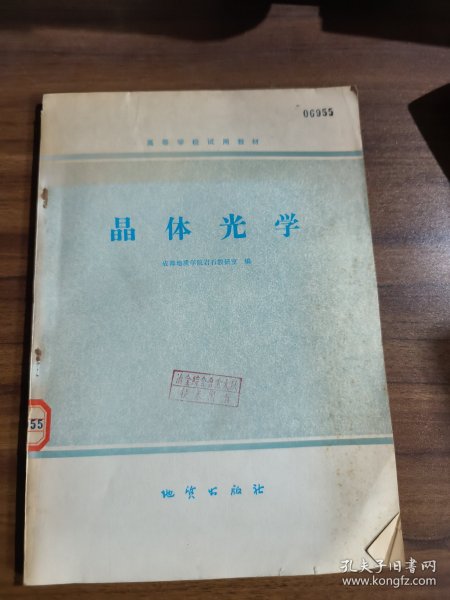 06955
高等学校试用教材
晶体光学
成都地质学院岩石教研室 编
55
地质出版社
孔夫子旧书网
www.kongfz.com